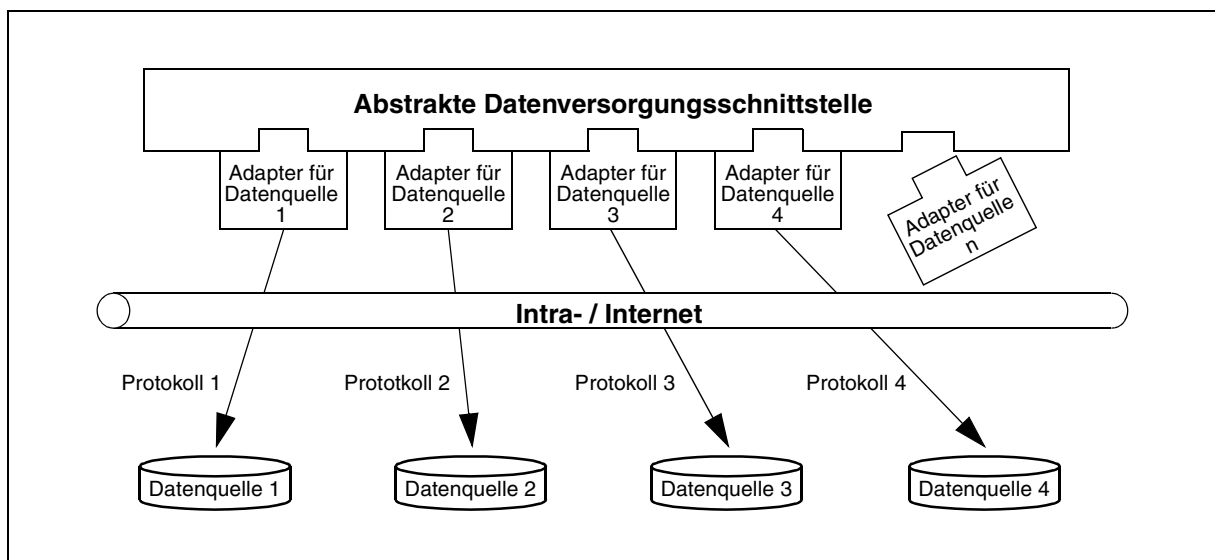 Abstrakte Datenversorgungsschnittstelle
Adapter für
Datenquelle
1
Adapter für
Datenquelle
2
Adapter für
Datenquelle
3
Adapter für
Datenquelle
4
Adapter für
Datenquelle
n
Intra- / Internet
Protokoll 1
Prototkoll 2
Protokoll 3
Protokoll 4
Datenquelle 1
Datenquelle 2
Datenquelle 3
Datenquelle 4